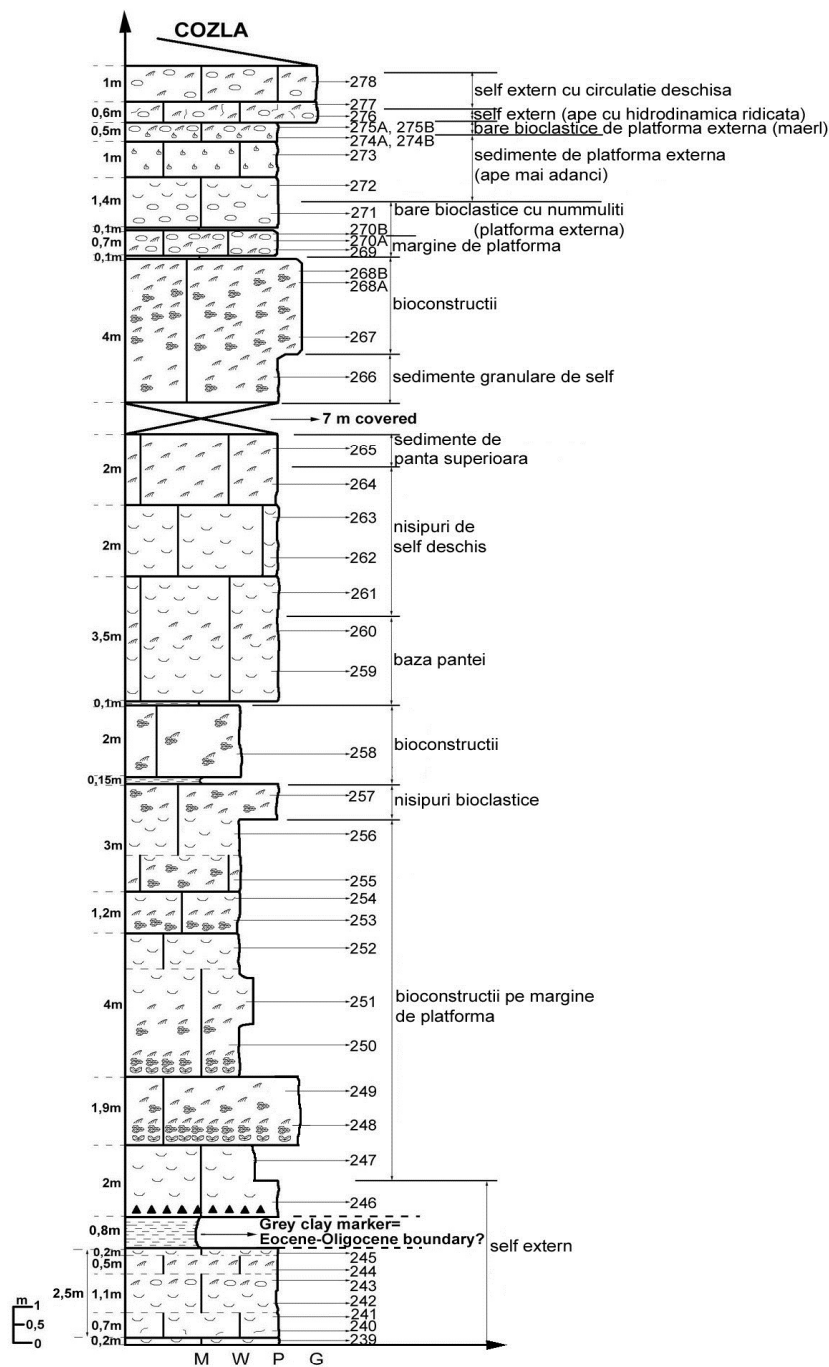 COZLA
1m
278
self extern cu circulatie deschisa
277
0,6m
276
self extern (ape cu hidrodinamica ridicata)
0,5m
275A, 275B
bare bioclastice de platforma externa (maerl)
274A, 274B
1m
273
sedimente de platforma externa
(ape mai adanci)
272
1,4m
271
bare bioclastice cu nummuliti
(platforma externa)
0,1m
270B
0,7m
270A
margine de platforma
269
0,1m
268B
268A
bioconstructii
4m
267
266
sedimente granulare de self
7 m covered
sedimente de
panta superioara
265
2m
264
263
nisipuri de
self deschis
2m
262
261
3,5m
260
baza pantei
259
0,1m
2m
bioconstructii
258
0,15m
257
nisipuri bioclastice
256
3m
255
254
1,2m
253
252
4m
251
bioconstructii pe margine
de platforma
250
249
1,9m
248
247
2m
246
0,8m
Grey clay marker=
Eocene-Oligocene boundary?
self extern
0,2m
245
0,5m
244
2,5m
243
1,1m
242
241
0,7m
240
0,2m
239
m
1
0,5
0
M W P G